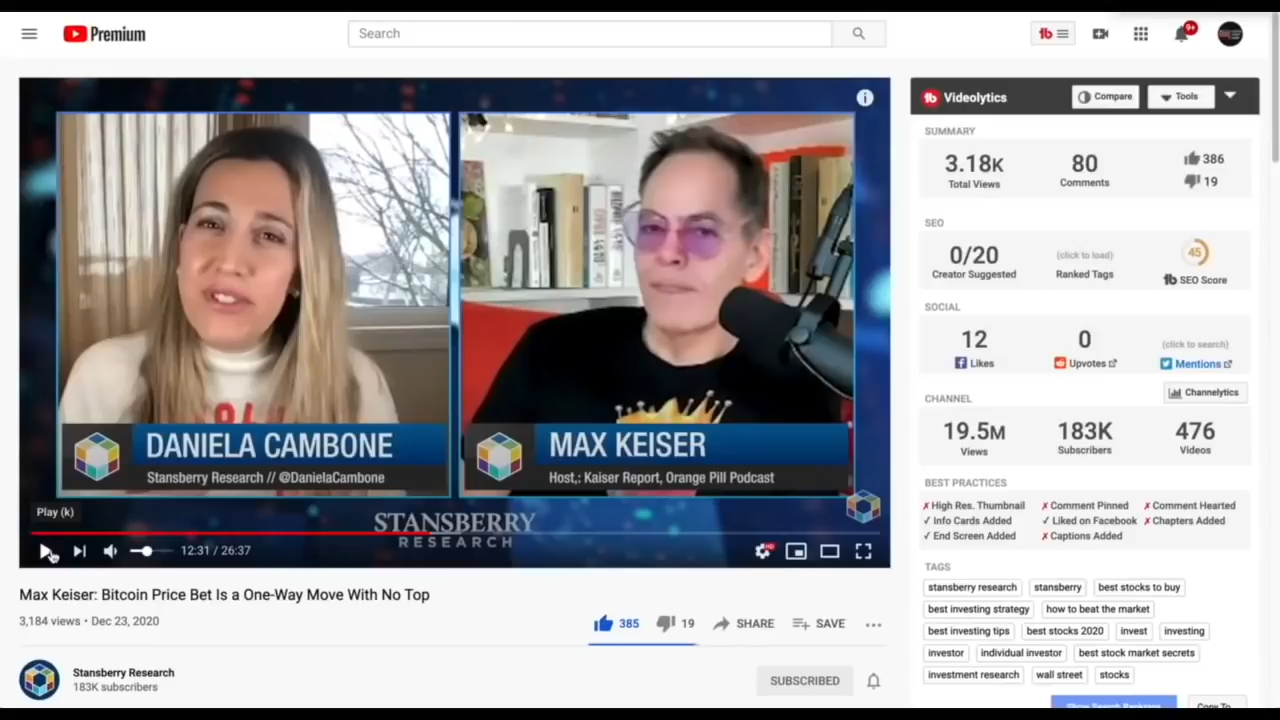 Premium
Search
9+
Videolytics
Compare
Tools
SUMMARY
3.18K
Total Views
80
Comments
386
19
SEO
0/20
Creator Suggested
(click to load)
Ranked Tags
45
SEO Score
SOCIAL
12
Likes
0
Upvotes
(click to search)
Mentions
Channelytics
CHANNEL
19.5M
Views
183K
Subscribers
476
Videos
BEST PRACTICES
✗ High Res. Thumbnail
✗ Comment Pinned
✗ Comment Hearted
✓ Info Cards Added
✓ Liked on Facebook
✗ Chapters Added
✓ End Screen Added
✗ Captions Added
TAGS
stansberry research
stansberry
best stocks to buy
best investing strategy
how to beat the market
best investing tips
best stocks 2020
invest
investing
investor
individual investor
best stock market secrets
investment research
wall street
stocks
Show Search Rankings
Copy To
DANIELA CAMBONE
Stansberry Research // @DanielaCambone
MAX KEISER
Host,: Kaiser Report, Orange Pill Podcast
Play (k)
STANSBERRY
RESEARCH
12:31 / 26:37
HD
Max Keiser: Bitcoin Price Bet Is a One-Way Move With No Top
3,184 views • Dec 23, 2020
385
19
SHARE
SAVE
Stansberry Research
183K subscribers
SUBSCRIBED